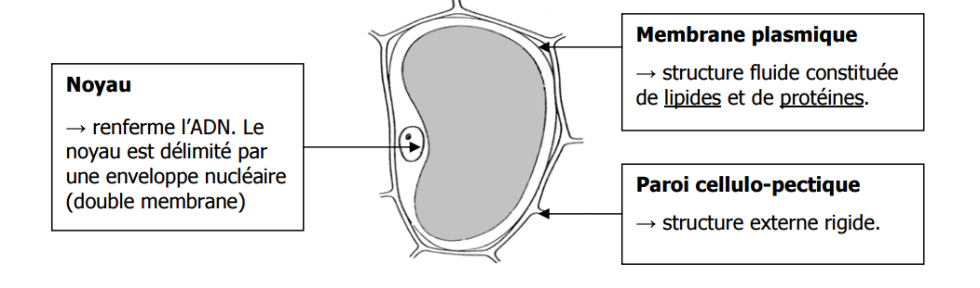 Noyau
→ renferme l'ADN. Le
noyau est délimité par
une enveloppe nucléaire
(double membrane)
Membrane plasmique
→ structure fluide constituée
de lipides et de protéines.
Paroi cellulo-pectique
→ structure externe rigide.